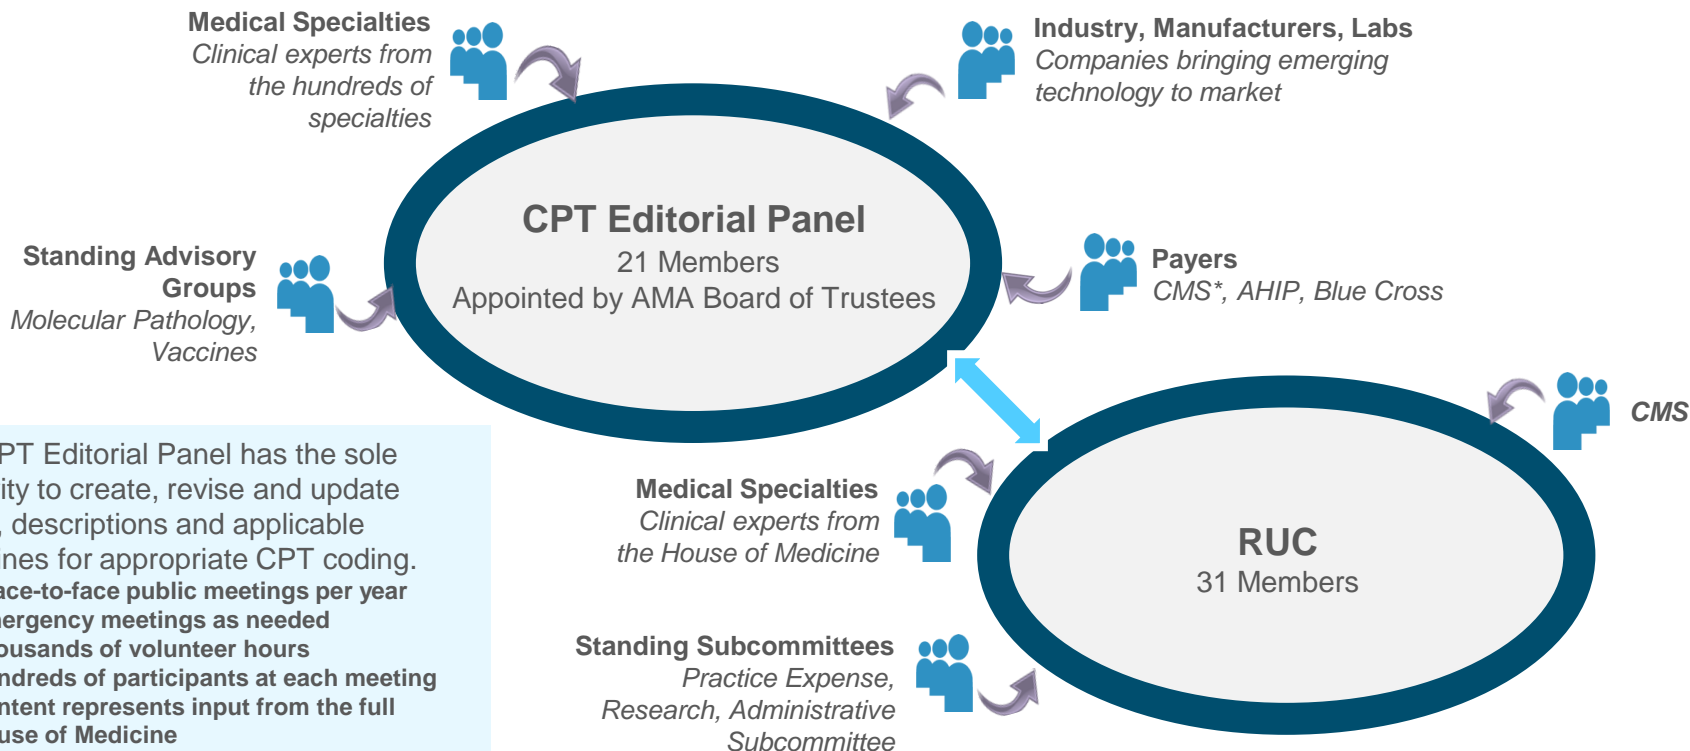 Medical Specialties
Clinical experts from
the hundreds of
specialties
Industry, Manufacturers, Labs
Companies bringing emerging
technology to market
CPT Editorial Panel
21 Members
Appointed by AMA Board of Trustees
Standing Advisory
Groups
Molecular Pathology,
Vaccines
Payers
CMS*, AHIP, Blue Cross
CMS
PT Editorial Panel has the sole
ity to create, revise and update
, descriptions and applicable
ines for appropriate CPT coding.
ace-to-face public meetings per year
ergency meetings as needed
ousands of volunteer hours
ndreds of participants at each meeting
ntent represents input from the full
use of Medicine
Medical Specialties
Clinical experts from
the House of Medicine
RUC
31 Members
Standing Subcommittees
Practice Expense,
Research, Administrative
Subcommittee